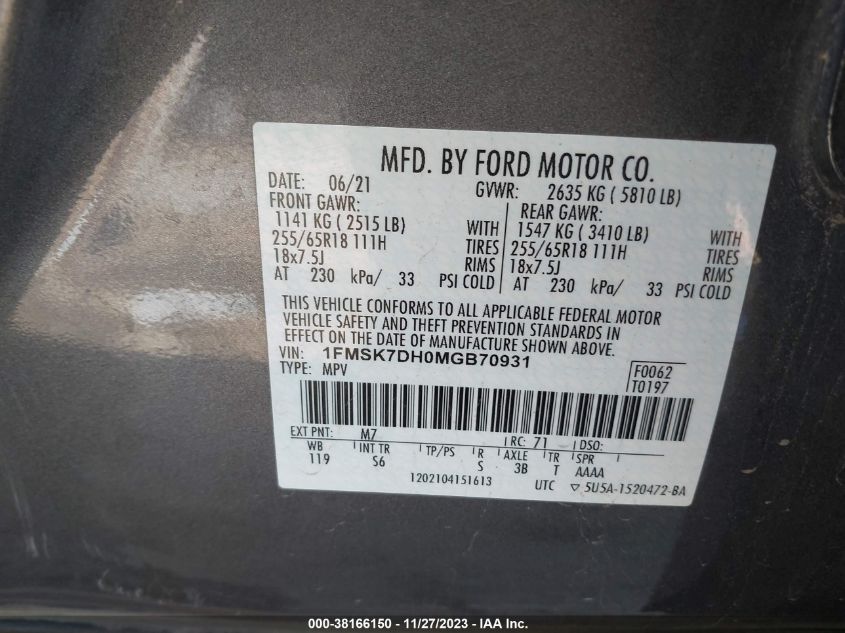 MFD. BY FORD MOTOR CO.
DATE: 06/21 GVWR: 2635 KG ( 5810 LB)
FRONT GAWR: REAR GAWR:
1141 KG ( 2515 LB) WITH 1547 KG ( 3410 LB) WITH
255/65R18 111H TIRES 255/65R18 111H TIRES
18x7.5J RIMS 18x7.5J RIMS
AT 230 kPa/ 33 PSI COLD AT 230 kPa/ 33 PSI COLD
THIS VEHICLE CONFORMS TO ALL APPLICABLE FEDERAL MOTOR
VEHICLE SAFETY AND THEFT PREVENTION STANDARDS IN
EFFECT ON THE DATE OF MANUFACTURE SHOWN ABOVE.
VIN: 1FMSK7DH0MGB70931 F0062
TYPE: MPV T0197
EXT PNT: M7 RC: 71 DSO:
WB INT TR TP/PS R AXLE TR SPR
119 S6 S 3B T AAAA
1202104151613 UTC ▽ 5U5A-1520472-BA
000-38166150 - 11/27/2023 - IAA Inc.